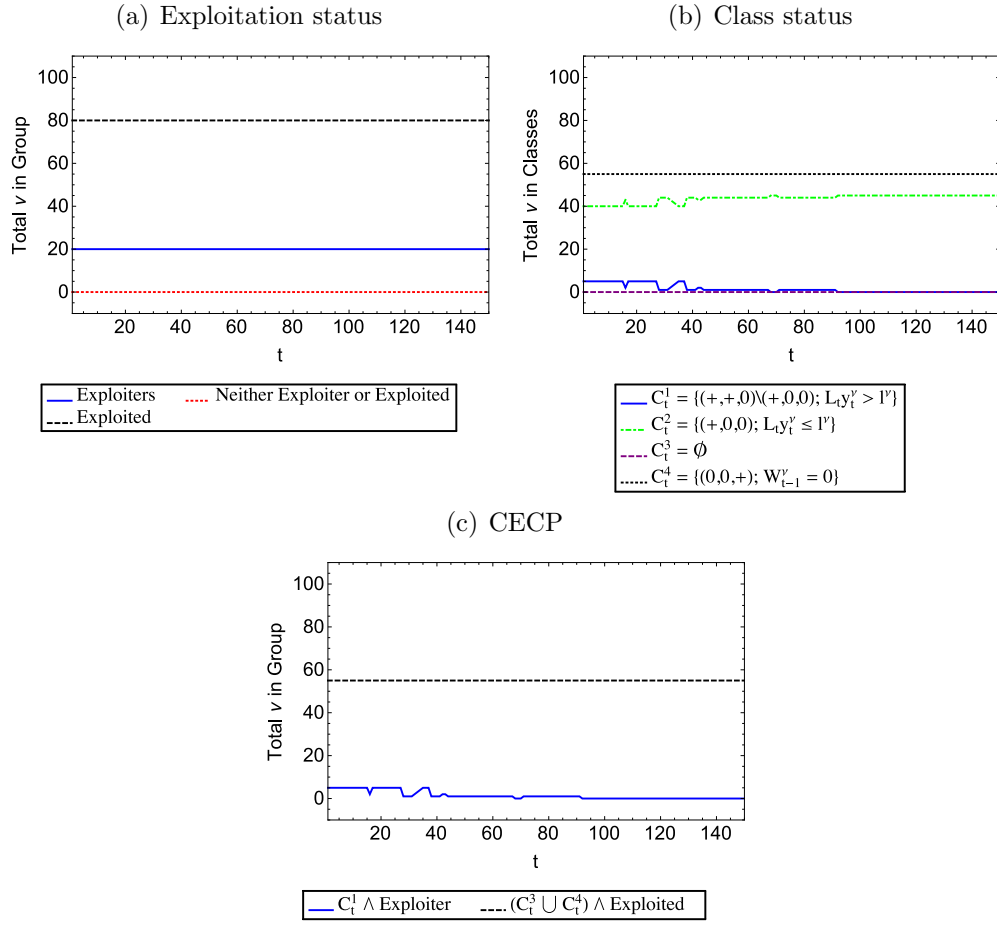 (a) Exploitation status
(b) Class status
100
80
60
40
20
0
Total v in Group
20 40 60 80 100 120 140
t
Exploiters
Neither Exploiter or Exploited
Exploited
100
80
60
40
20
0
Total v in Classes
20 40 60 80 100 120 140
t
C_t^1 = {(+,+,0)\(+,0,0); L_t y_t^ν > l^ν}
C_t^2 = {(+,0,0); L_t y_t^ν ≤ l^ν}
C_t^3 = ∅
C_t^4 = {(0,0,+); W_{t-1}^ν = 0}
(c) CECP
100
80
60
40
20
0
Total v in Group
20 40 60 80 100 120 140
t
C_t^1 ∧ Exploiter
(C_t^3 ⋃ C_t^4) ∧ Exploited